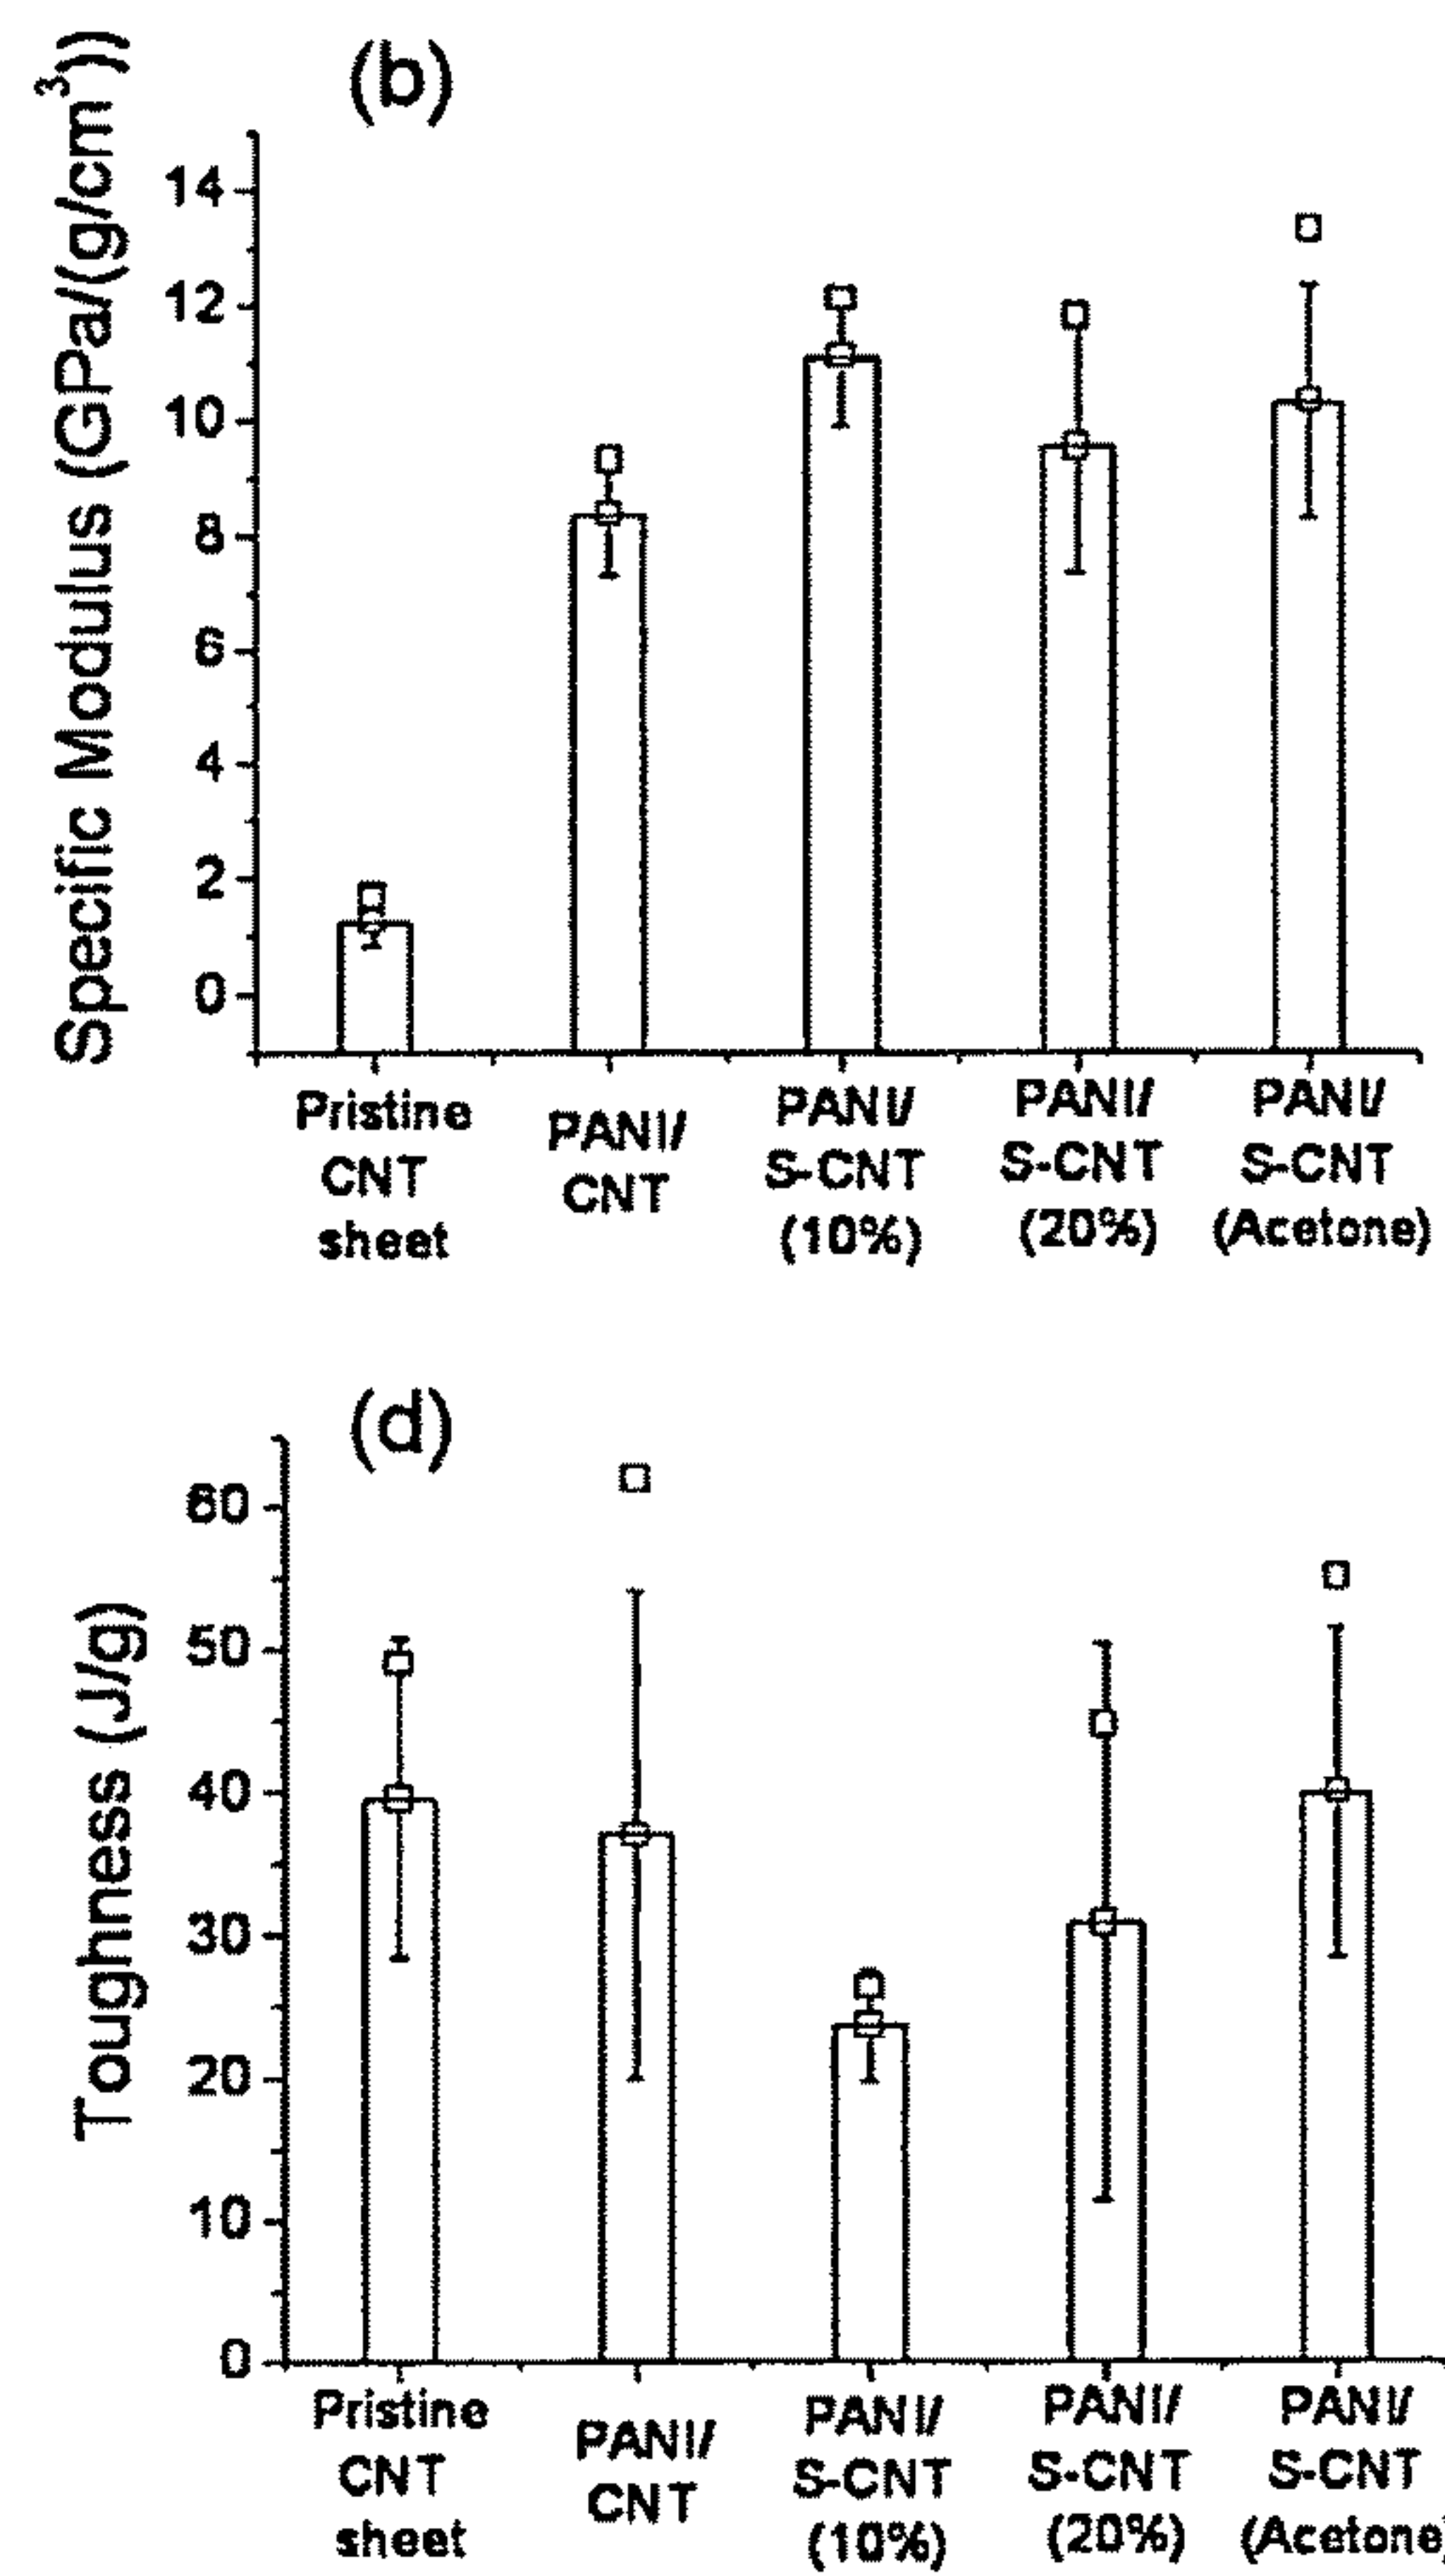 (b)
Specific Modulus (GPa/(g/cm³))
14
12
10
8
6
4
2
0
Pristine CNT sheet
PANI/ CNT
PANI/ S-CNT (10%)
PANI/ S-CNT (20%)
PANI/ S-CNT (Acetone)
(d)
Toughness (J/g)
60
50
40
30
20
10
0
Pristine CNT sheet
PANI/ CNT
PANI/ S-CNT (10%)
PANI/ S-CNT (20%)
PANI/ S-CNT (Acetone)